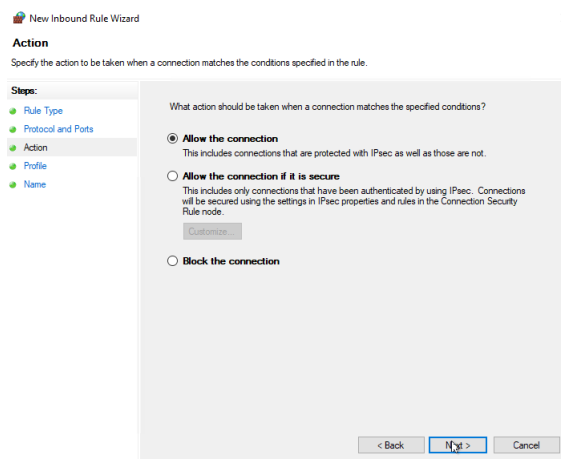 New Inbound Rule Wizard
Action
Specify the action to be taken when a connection matches the conditions specified in the rule.
Steps:
Rule Type
Protocol and Ports
Action
Profile
Name
What action should be taken when a connection matches the specified conditions?
Allow the connection
This includes connections that are protected with IPsec as well as those are not.
Allow the connection if it is secure
This includes only connections that have been authenticated by using IPsec. Connections
will be secured using the settings in IPsec properties and rules in the Connection Security
Rule node.
Customize...
Block the connection
< Back
Next >
Cancel